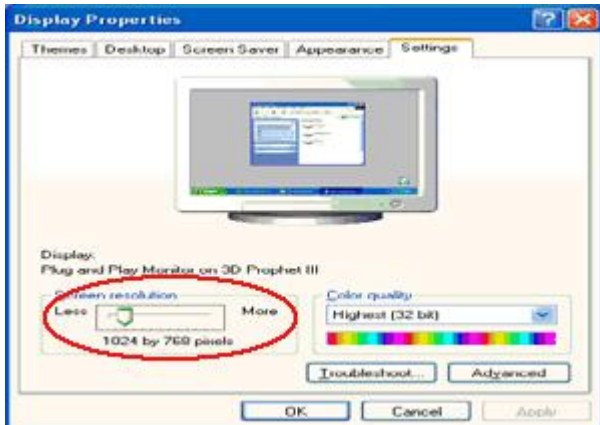 Display Properties
Themes Desktop Screen Saver Appearance Settings
Display:
Plug and Play Monitor on 3D Prophet III
Screen resolution
Less More
1024 by 768 pixels
Color quality
Highest (32 bit)
Troubleshoot... Advanced
OK Cancel Apply